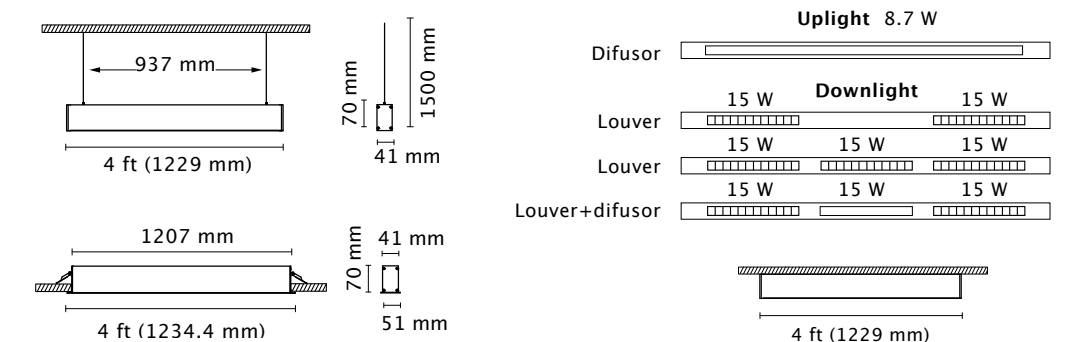 937 mm
70 mm
1500 mm
41 mm
4 ft (1229 mm)
1207 mm
41 mm
70 mm
51 mm
4 ft (1234.4 mm)
Uplight 8.7 W
Difusor
Downlight
15 W 15 W
Louver
15 W 15 W 15 W
Louver
15 W 15 W 15 W
Louver+difusor
4 ft (1229 mm)